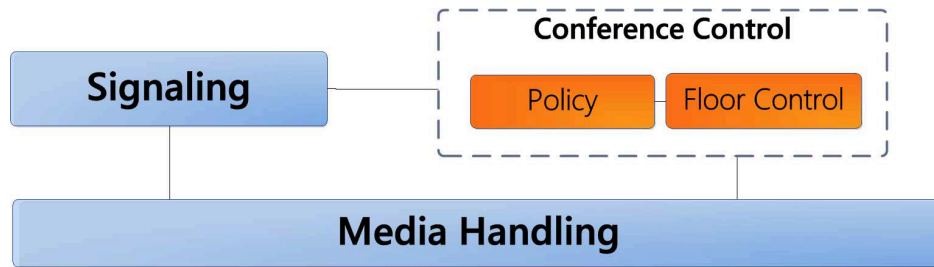 Conference Control
Signaling
Policy
Floor Control
Media Handling